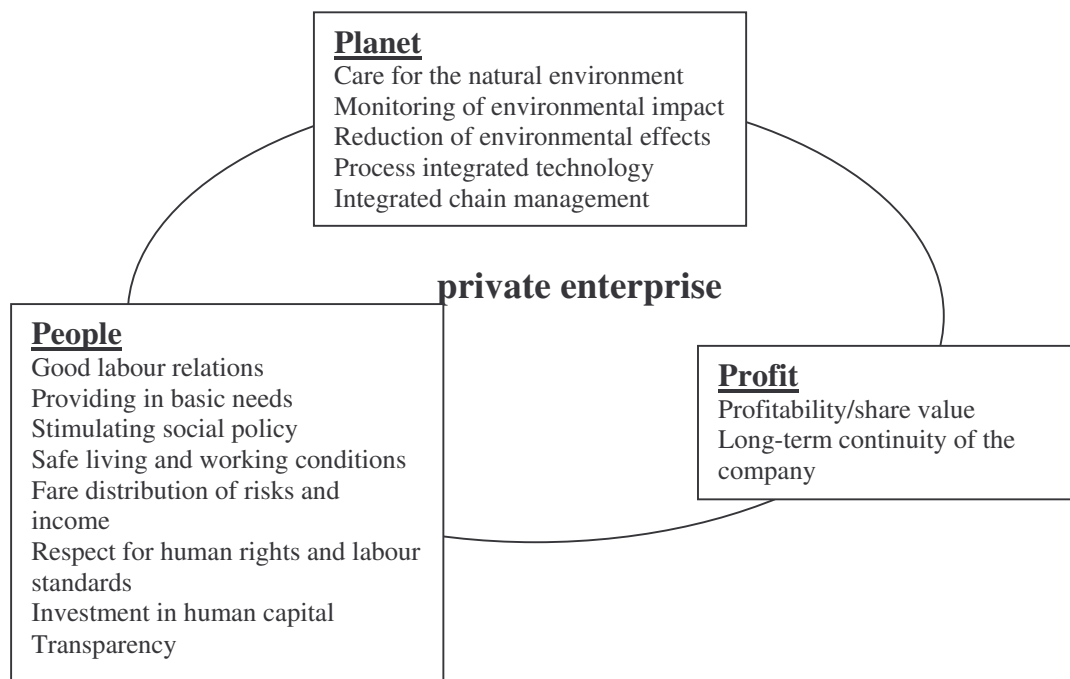 Planet
Care for the natural environment
Monitoring of environmental impact
Reduction of environmental effects
Process integrated technology
Integrated chain management
private enterprise
People
Good labour relations
Providing in basic needs
Stimulating social policy
Safe living and working conditions
Fare distribution of risks and
income
Respect for human rights and labour
standards
Investment in human capital
Transparency
Profit
Profitability/share value
Long-term continuity of the
company